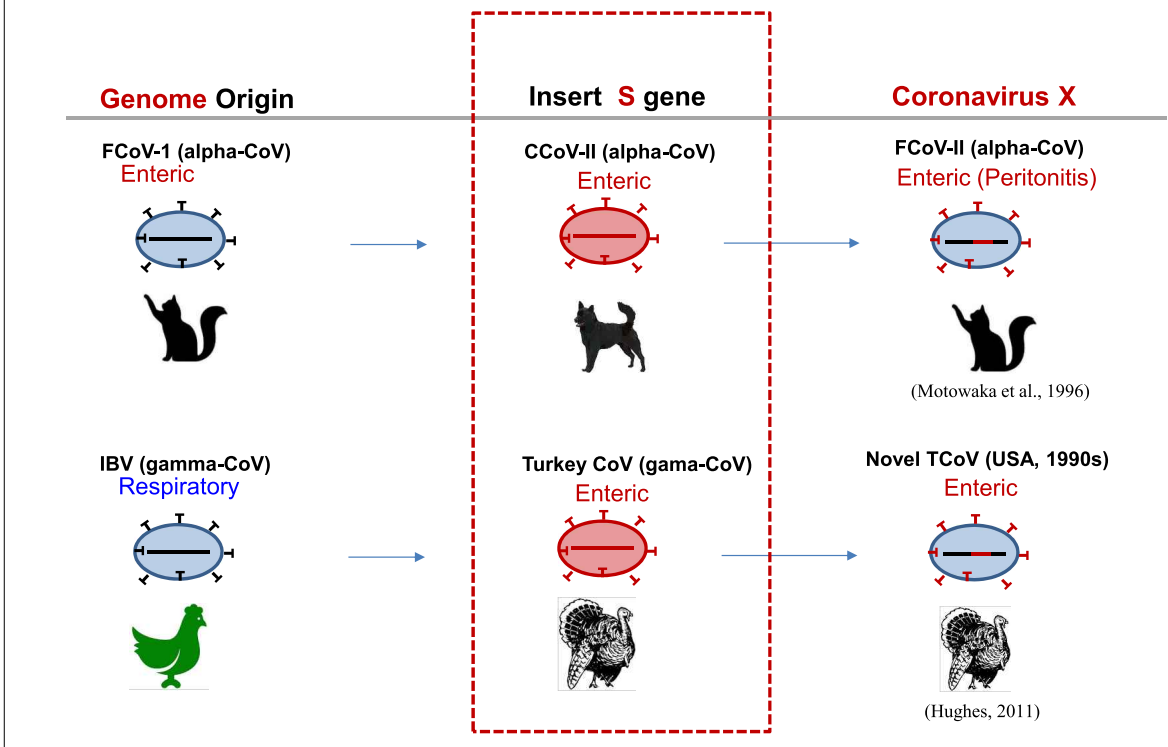 Genome Origin
Insert S gene
Coronavirus X
FCoV-1 (alpha-CoV)
Enteric
CCoV-II (alpha-CoV)
Enteric
FCoV-II (alpha-CoV)
Enteric (Peritonitis)
(Motowaka et al., 1996)
IBV (gamma-CoV)
Respiratory
Turkey CoV (gama-CoV)
Enteric
Novel TCoV (USA, 1990s)
Enteric
(Hughes, 2011)